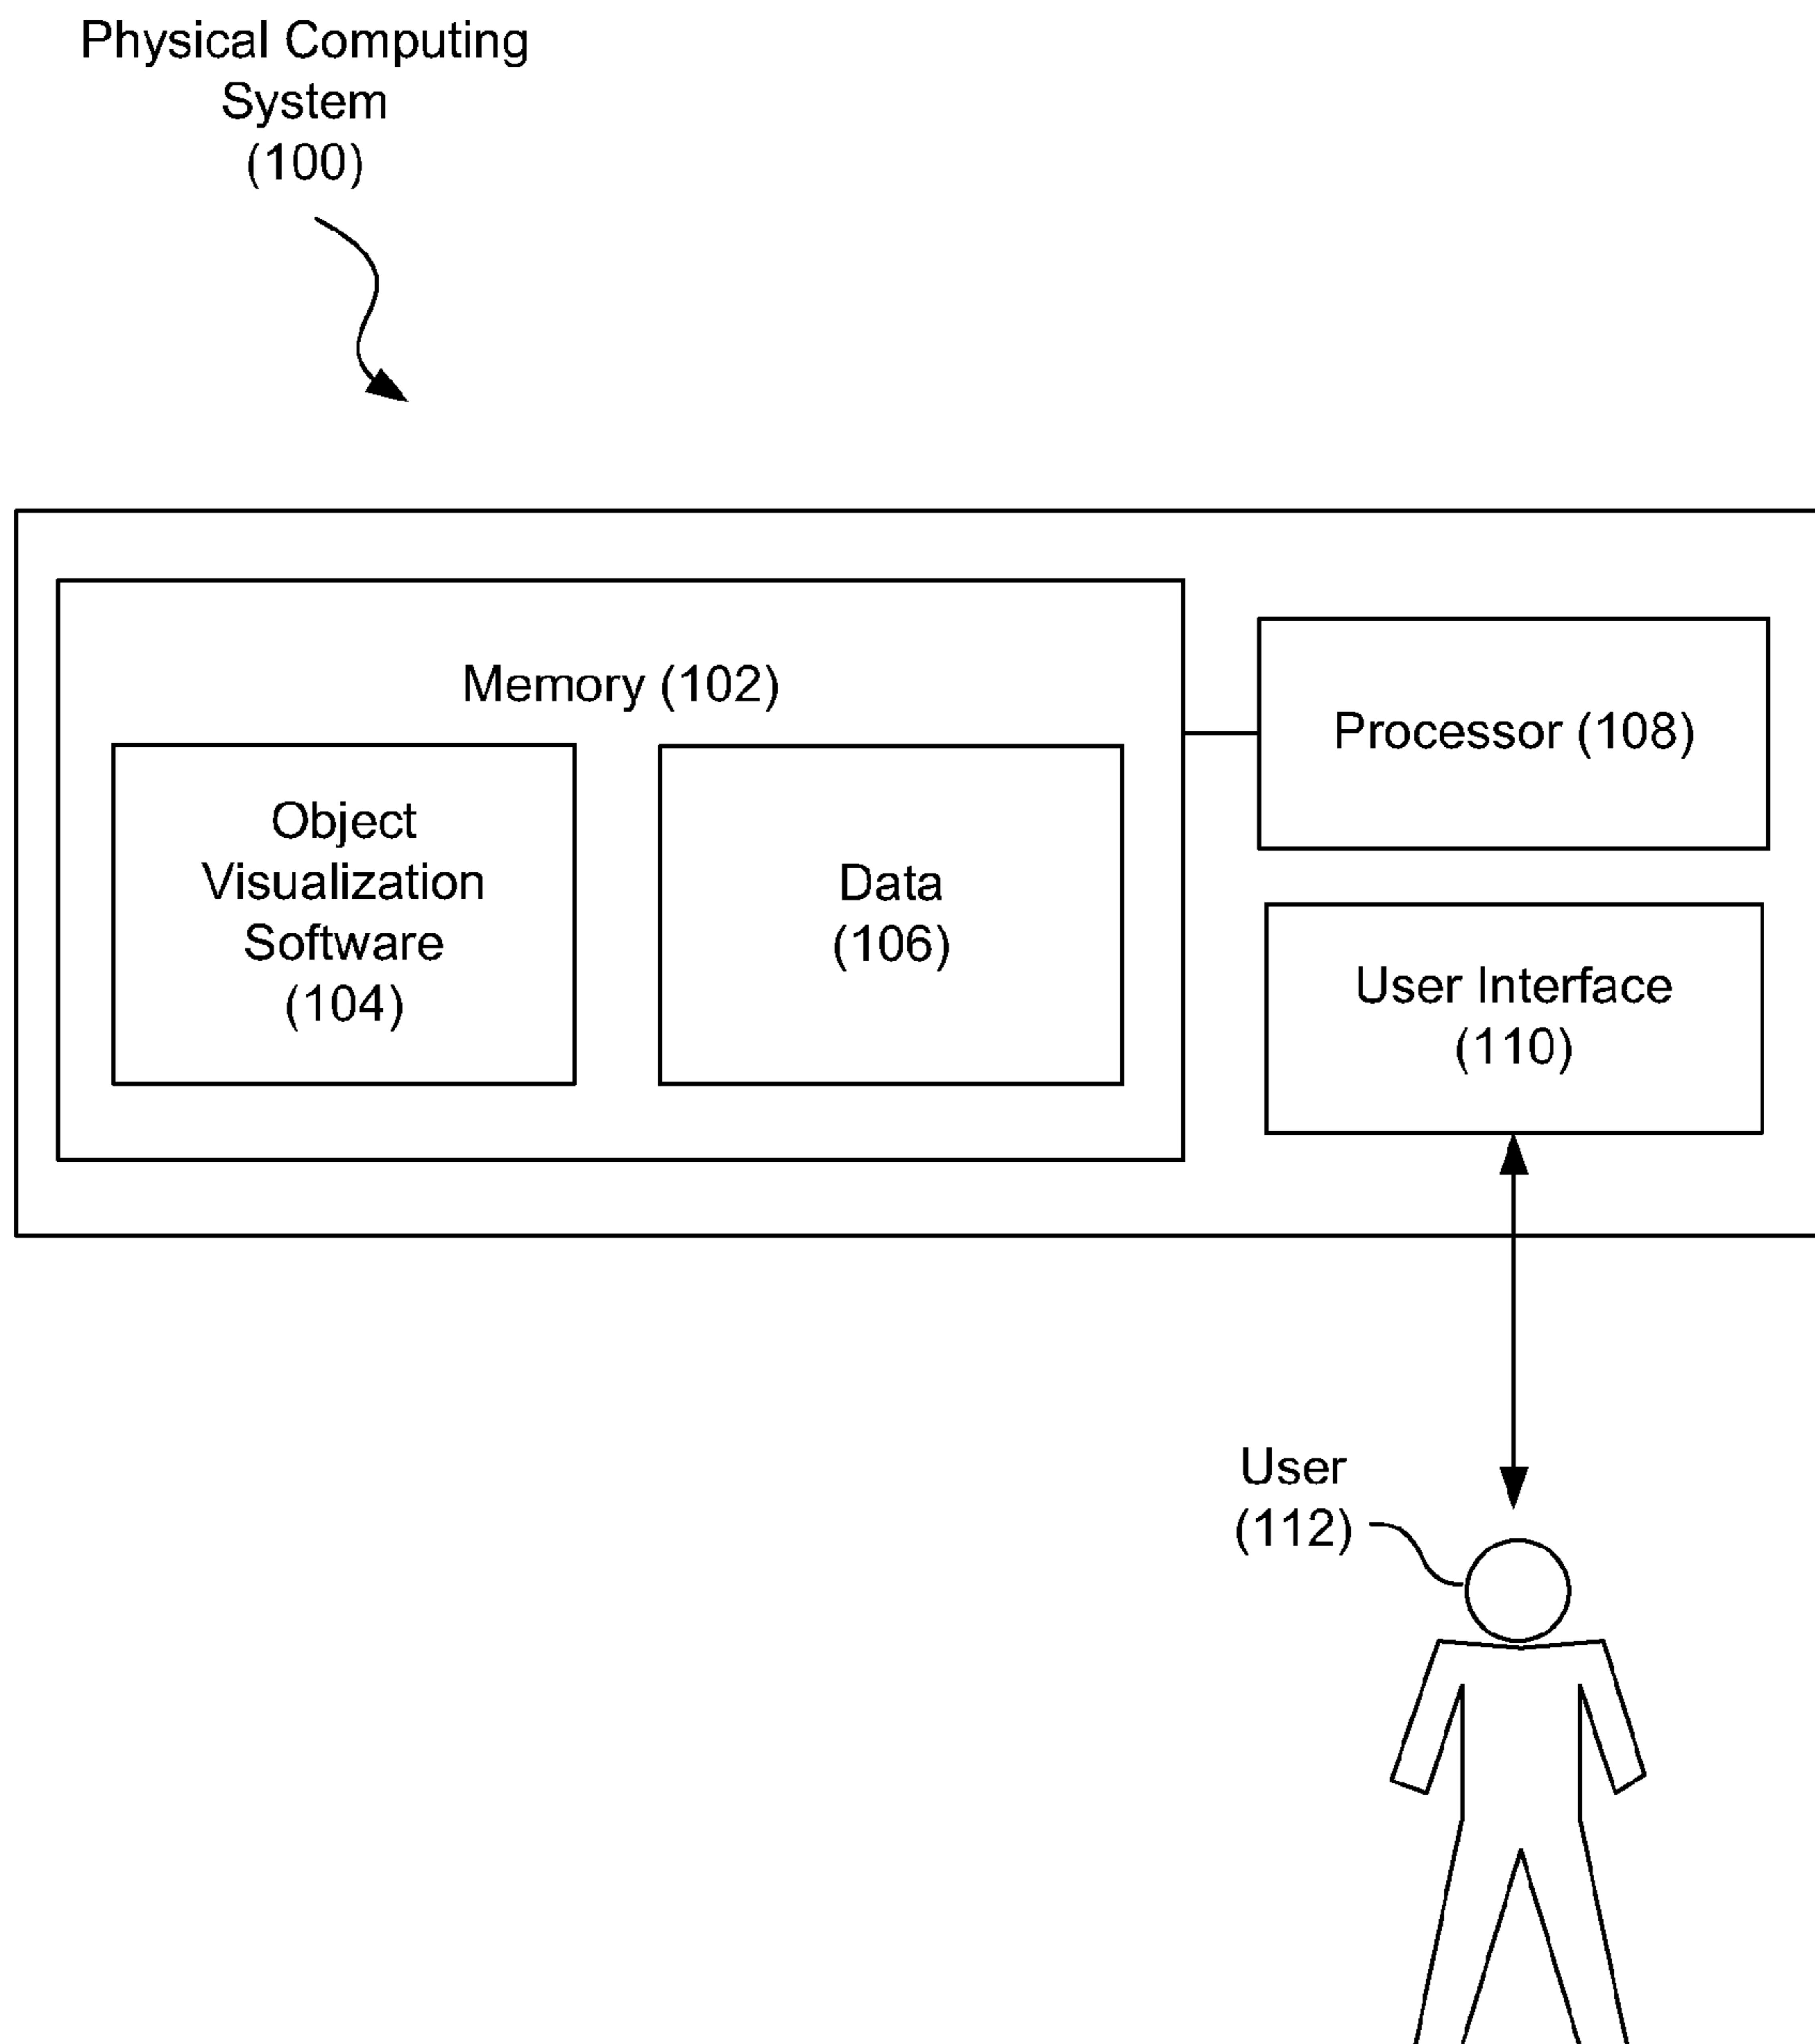 Physical Computing
System
(100)
Memory (102)
Processor (108)
Object
Visualization
Software
(104)
Data
(106)
User Interface
(110)
User
(112)